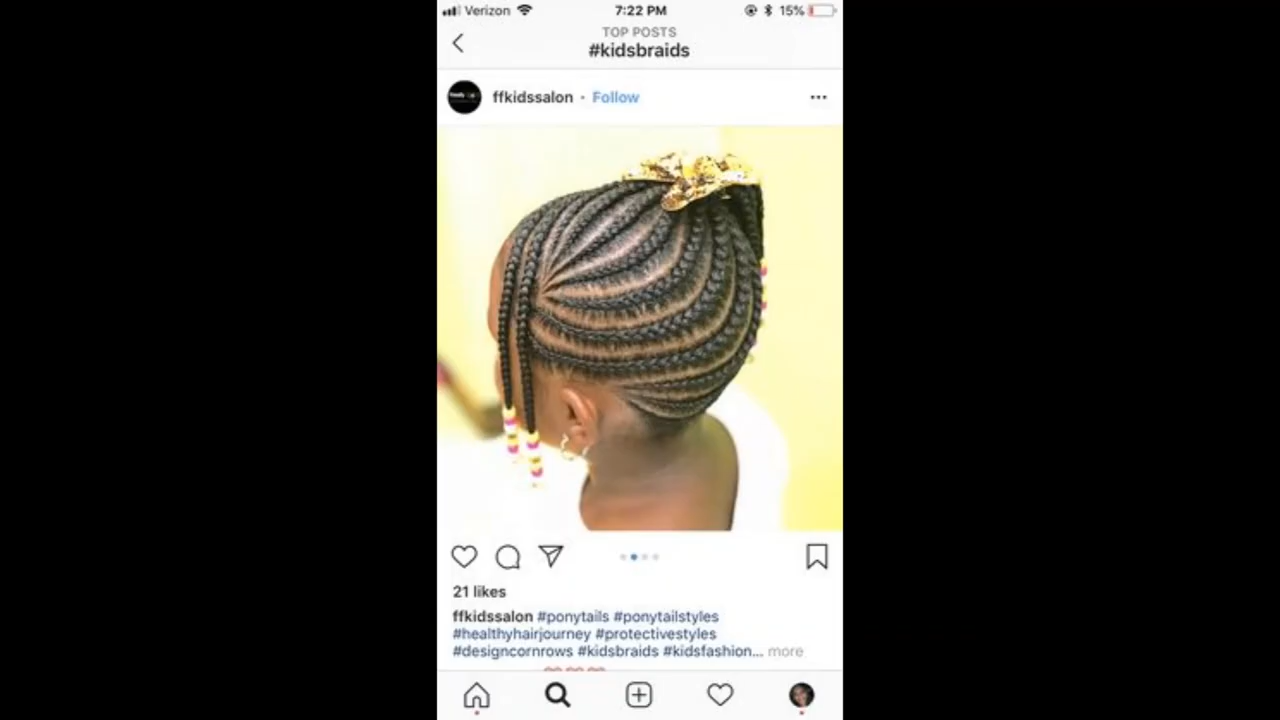 Verizon 7:22 PM 15%
TOP POSTS
#kidsbraids
ffkidssalon · Follow
21 likes
ffkidssalon #ponytails #ponytailstyles
#healthyhairjourney #protectivestyles
#designcornrows #kidsbraids #kidsfashion... more